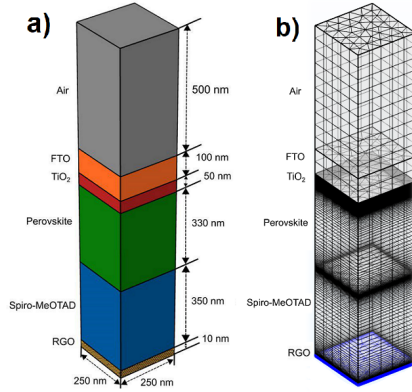 a)
Air
500 nm
FTO
100 nm
TiO₂
50 nm
Perovskite
330 nm
Spiro-MeOTAD
350 nm
RGO
10 nm
250 nm
250 nm
b)
Air
FTO
TiO₂
Perovskite
Spiro-MeOTAD
RGO